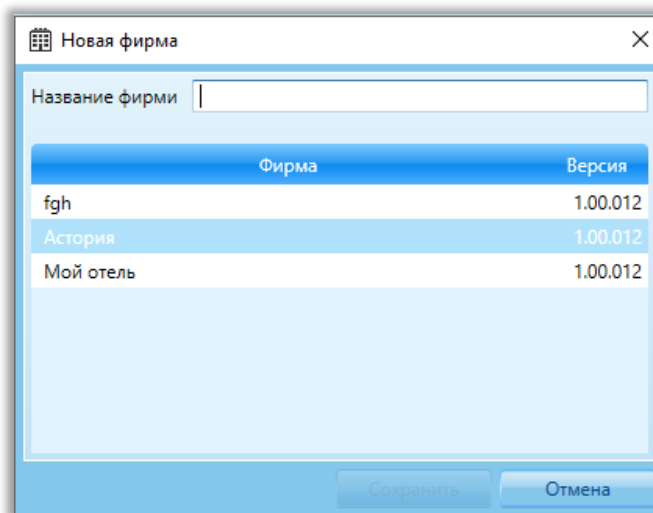 Новая фирма
Название фирми
Фирма Версия
fgh 1.00.012
Астория 1.00.012
Мой отель 1.00.012
Сохранить Отмена